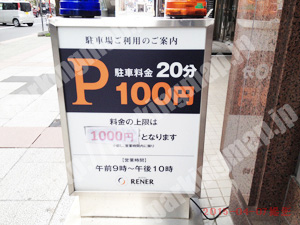 駐車場ご利用のご案内
P 駐車料金 20分
100円
料金の上限は
1000円 となります
【営業時間】
午前9時〜午後10時
RENER